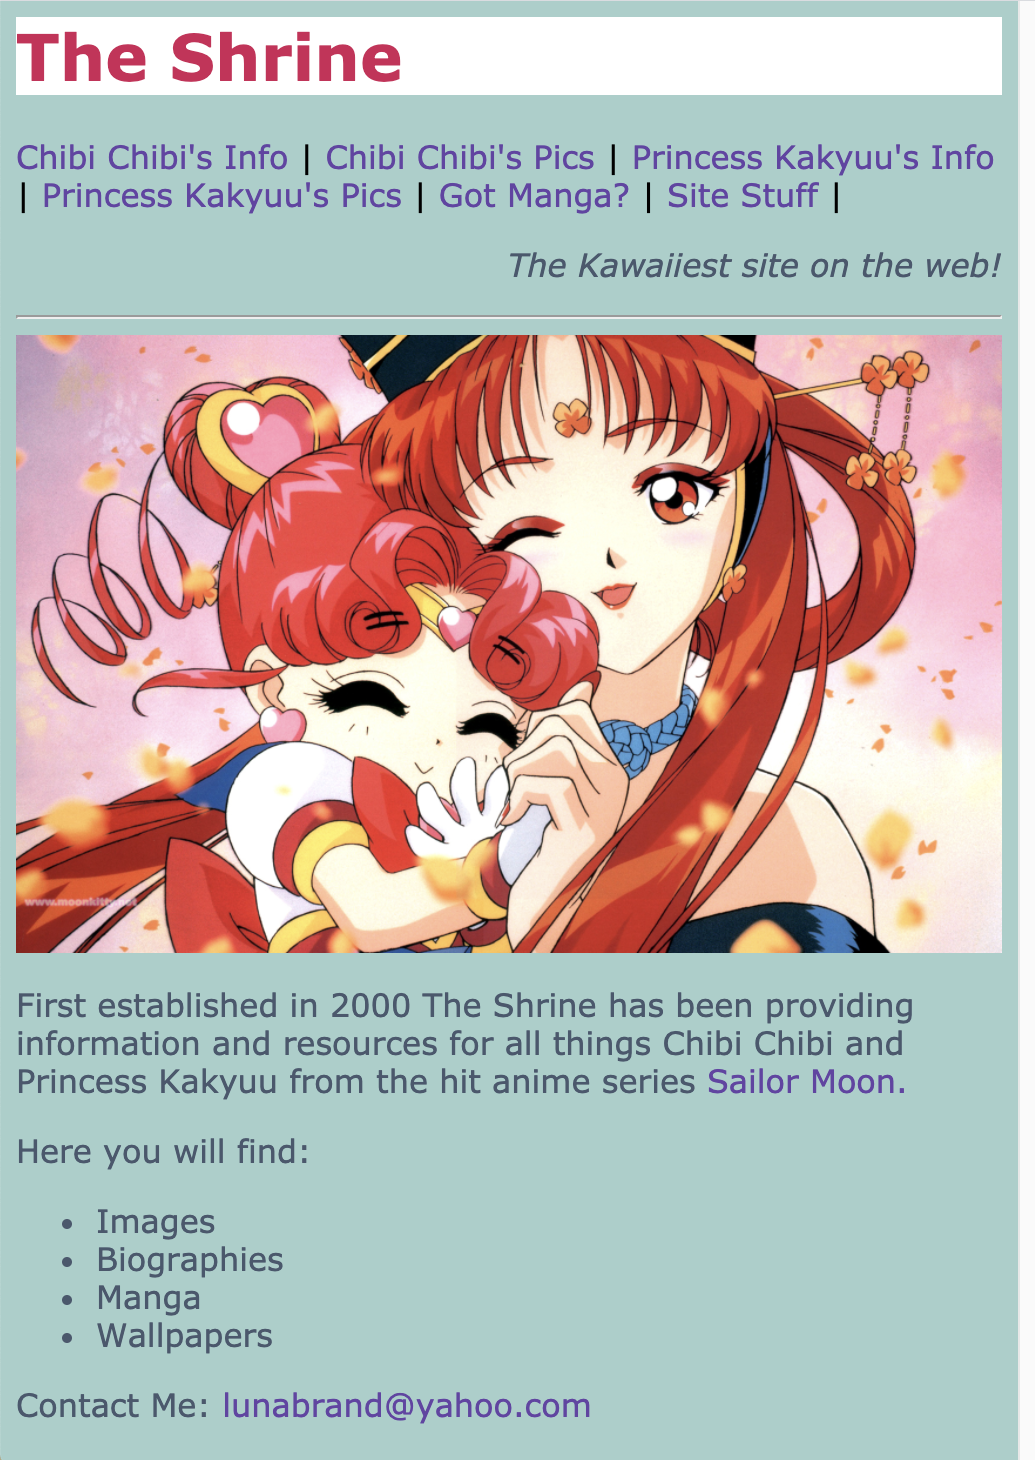 The Shrine
Chibi Chibi's Info | Chibi Chibi's Pics | Princess Kakyuu's Info
| Princess Kakyuu's Pics | Got Manga? | Site Stuff |
The Kawaiiest site on the web!
www.moonkitty.net
First established in 2000 The Shrine has been providing
information and resources for all things Chibi Chibi and
Princess Kakyuu from the hit anime series Sailor Moon.
Here you will find:
• Images
• Biographies
• Manga
• Wallpapers
Contact Me: lunabrand@yahoo.com